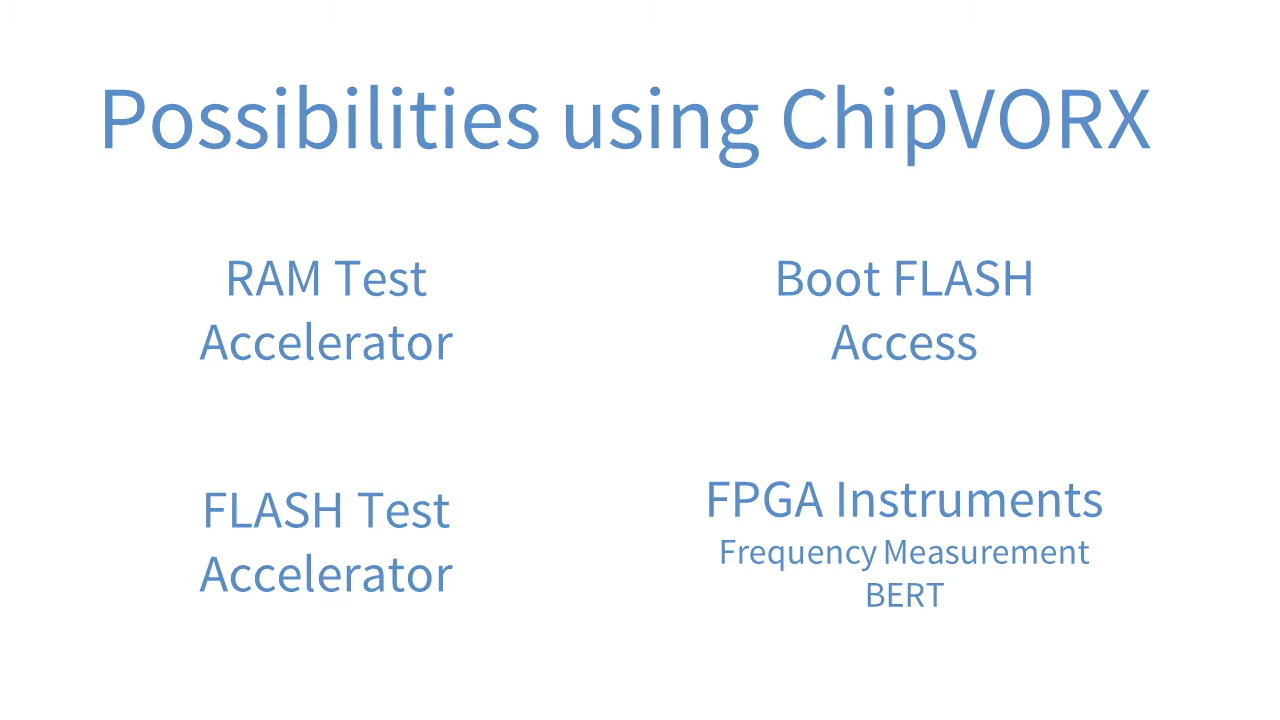 Possibilities using ChipVORX
RAM Test
Accelerator
Boot FLASH
Access
FLASH Test
Accelerator
FPGA Instruments
Frequency Measurement
BERT